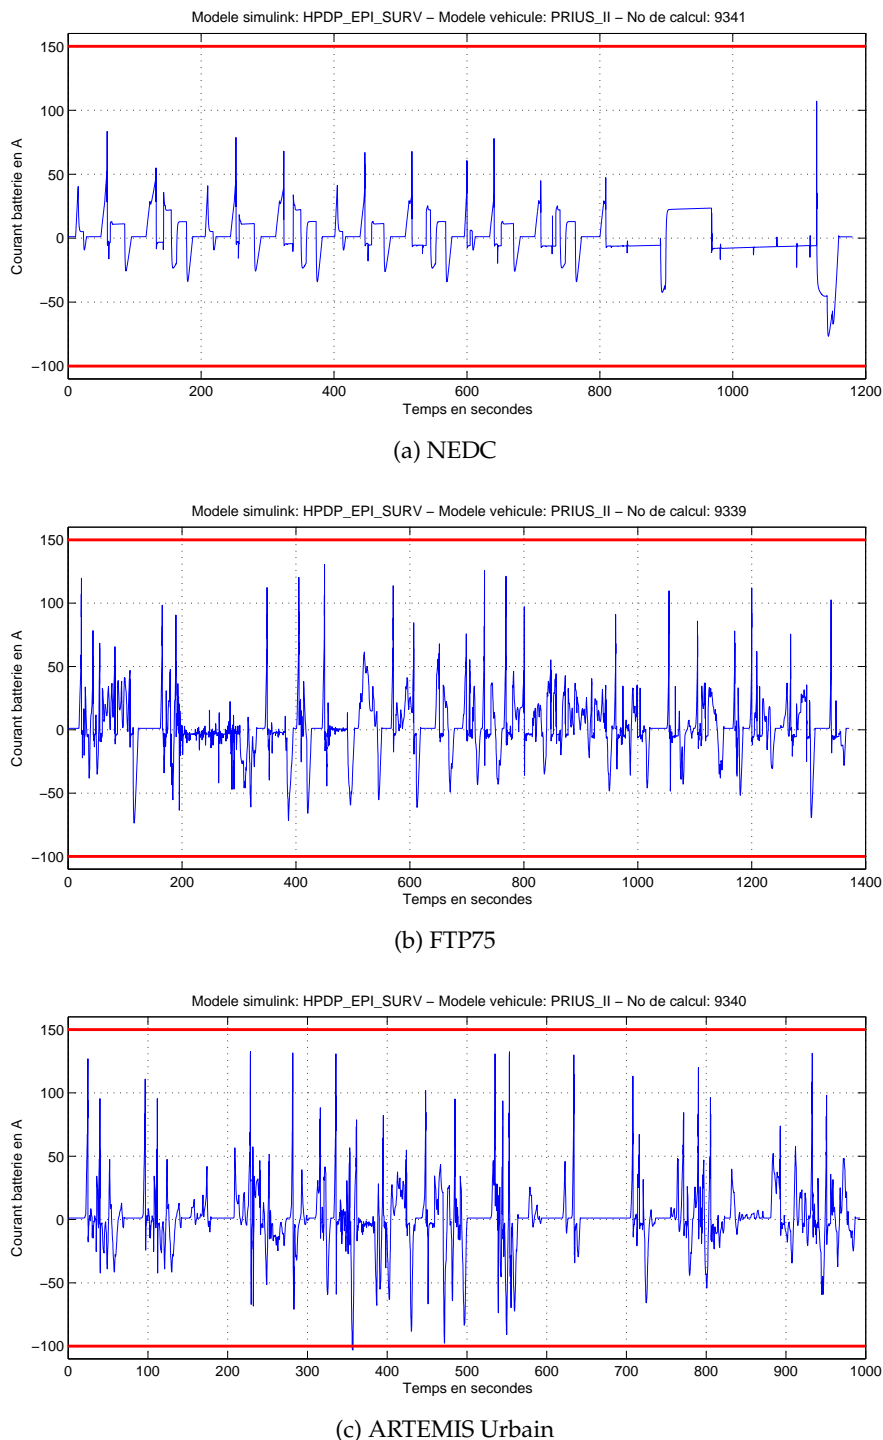 Modele simulink: HPDP_EPI_SURV − Modele vehicule: PRIUS_II − No de calcul: 9341
150
100
50
0
−50
−100
Courant batterie en A
0 200 400 600 800 1000 1200
Temps en secondes
(a) NEDC
Modele simulink: HPDP_EPI_SURV − Modele vehicule: PRIUS_II − No de calcul: 9339
150
100
50
0
−50
−100
Courant batterie en A
0 200 400 600 800 1000 1200 1400
Temps en secondes
(b) FTP75
Modele simulink: HPDP_EPI_SURV − Modele vehicule: PRIUS_II − No de calcul: 9340
150
100
50
0
−50
−100
Courant batterie en A
0 100 200 300 400 500 600 700 800 900 1000
Temps en secondes
(c) ARTEMIS Urbain